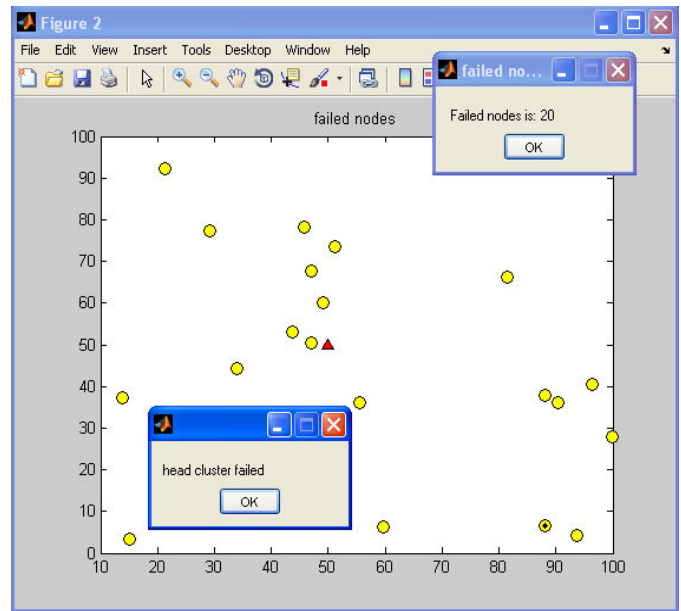 Figure 2
File Edit View Insert Tools Desktop Window Help
failed no...
Failed nodes is: 20
OK
failed nodes
100
90
80
70
60
50
40
30
20
10
0
head cluster failed
OK
10 20 30 40 50 60 70 80 90 100